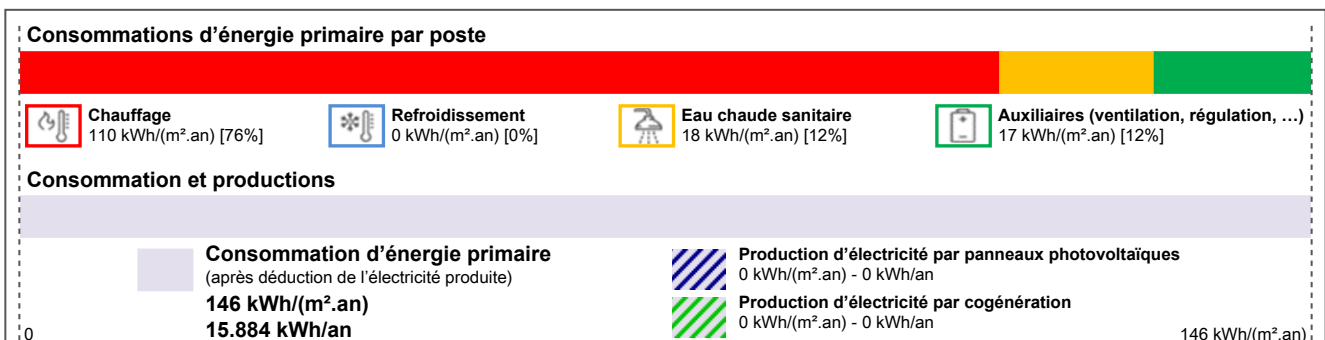 Consommations d'énergie primaire par poste
Chauffage
110 kWh/(m².an) [76%]
Refroidissement
0 kWh/(m².an) [0%]
Eau chaude sanitaire
18 kWh/(m².an) [12%]
Auxiliaires (ventilation, régulation, …)
17 kWh/(m².an) [12%]
Consommation et productions
Consommation d'énergie primaire
(après déduction de l'électricité produite)
146 kWh/(m².an)
15.884 kWh/an
Production d'électricité par panneaux photovoltaïques
0 kWh/(m².an) - 0 kWh/an
Production d'électricité par cogénération
0 kWh/(m².an) - 0 kWh/an
0
146 kWh/(m².an)